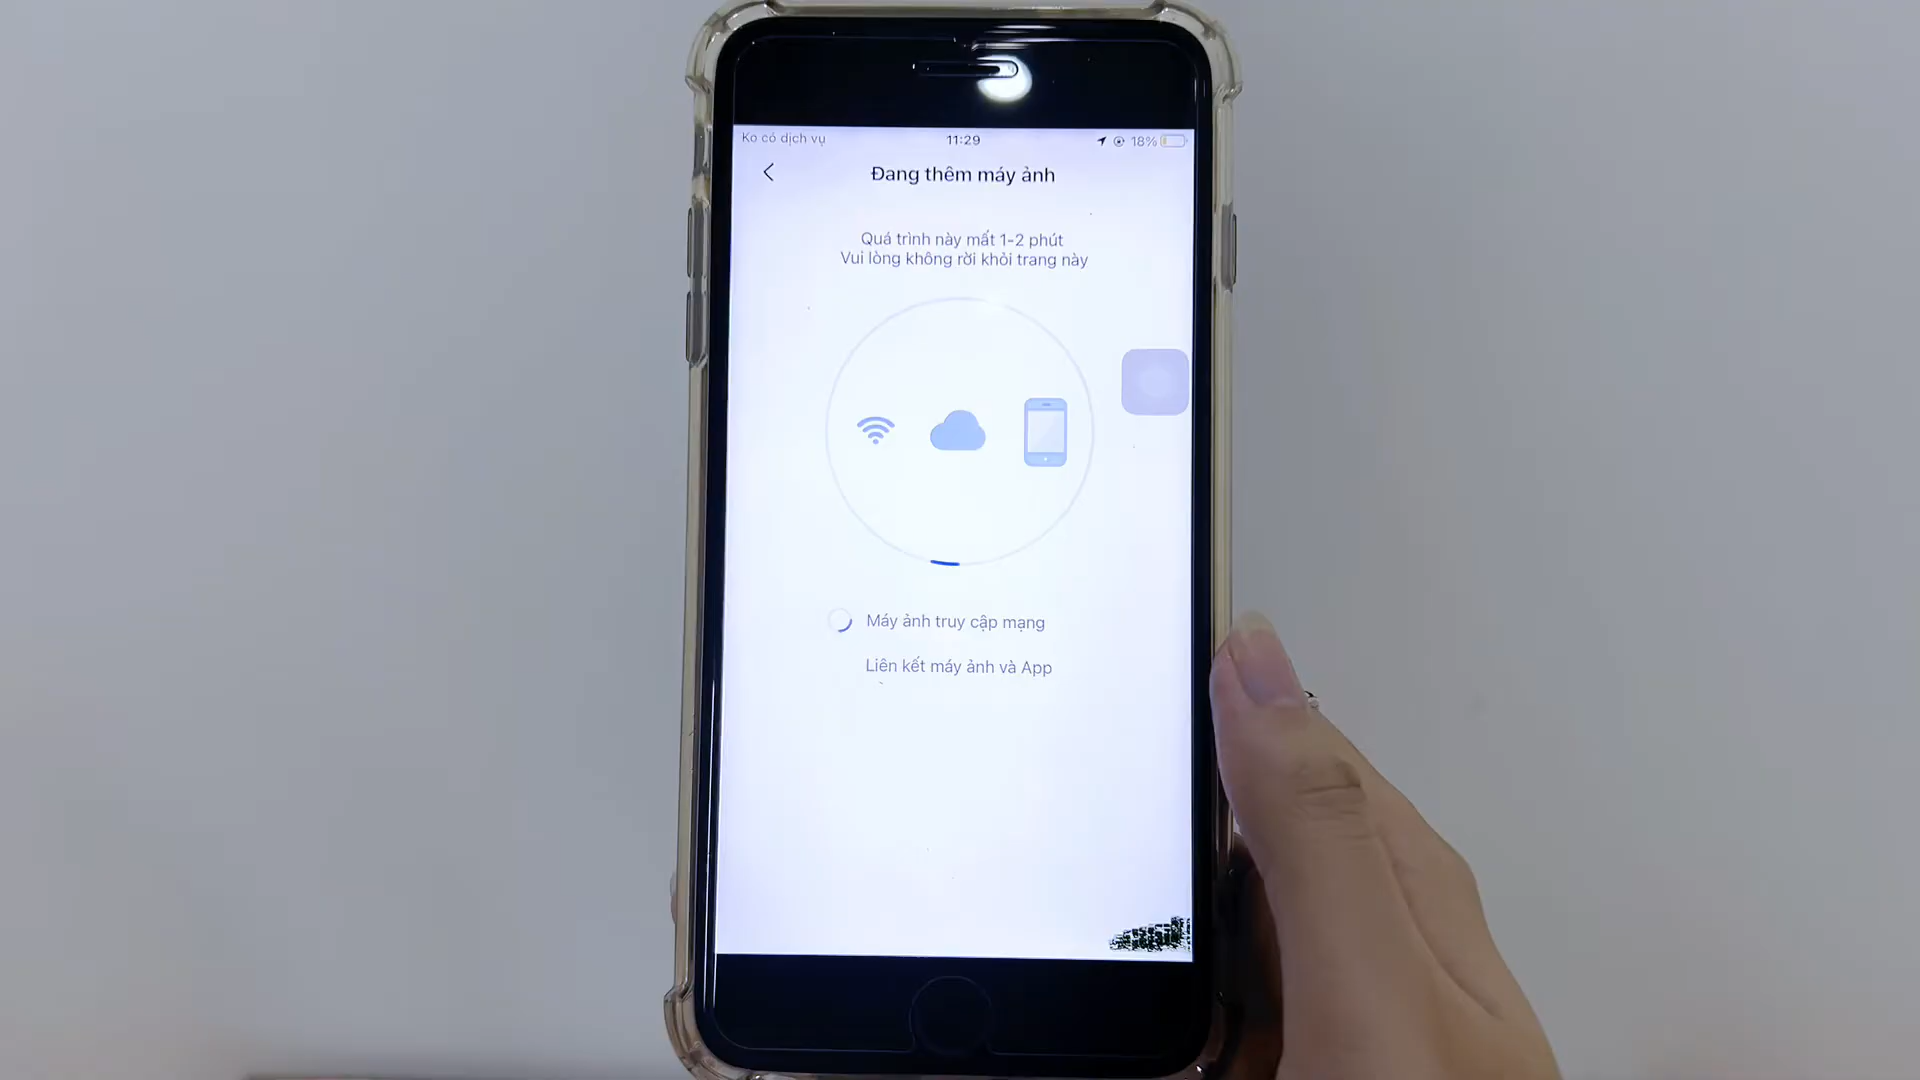 Ko có dịch vụ 11:29 18%
Đang thêm máy ảnh
Quá trình này mất 1-2 phút
Vui lòng không rời khỏi trang này
Máy ảnh truy cập mạng
Liên kết máy ảnh và App